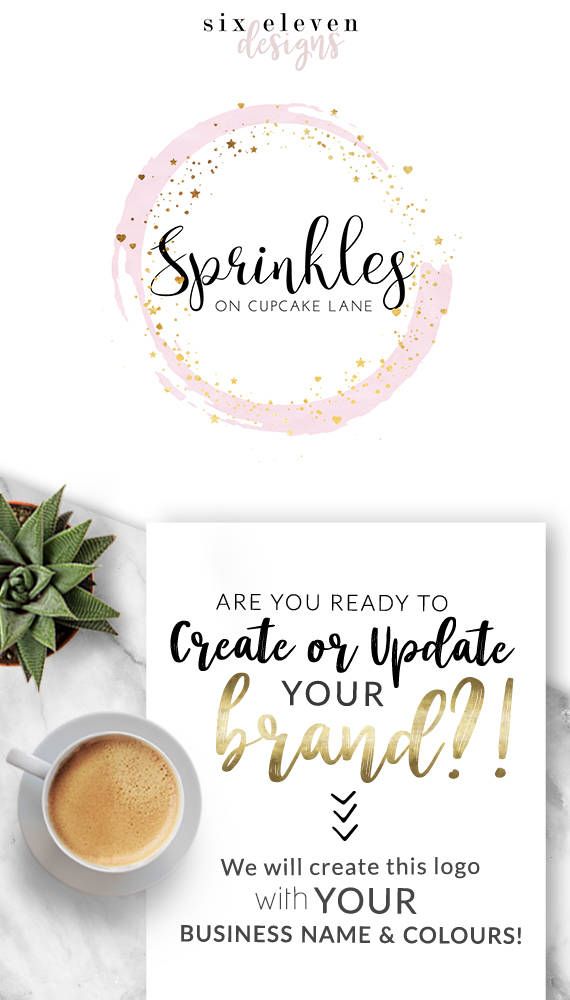 six eleven
designs
Sprinkles
ON CUPCAKE LANE
ARE YOU READY TO
Create or Update
YOUR
brand?!
We will create this logo
with YOUR
BUSINESS NAME & COLOURS!